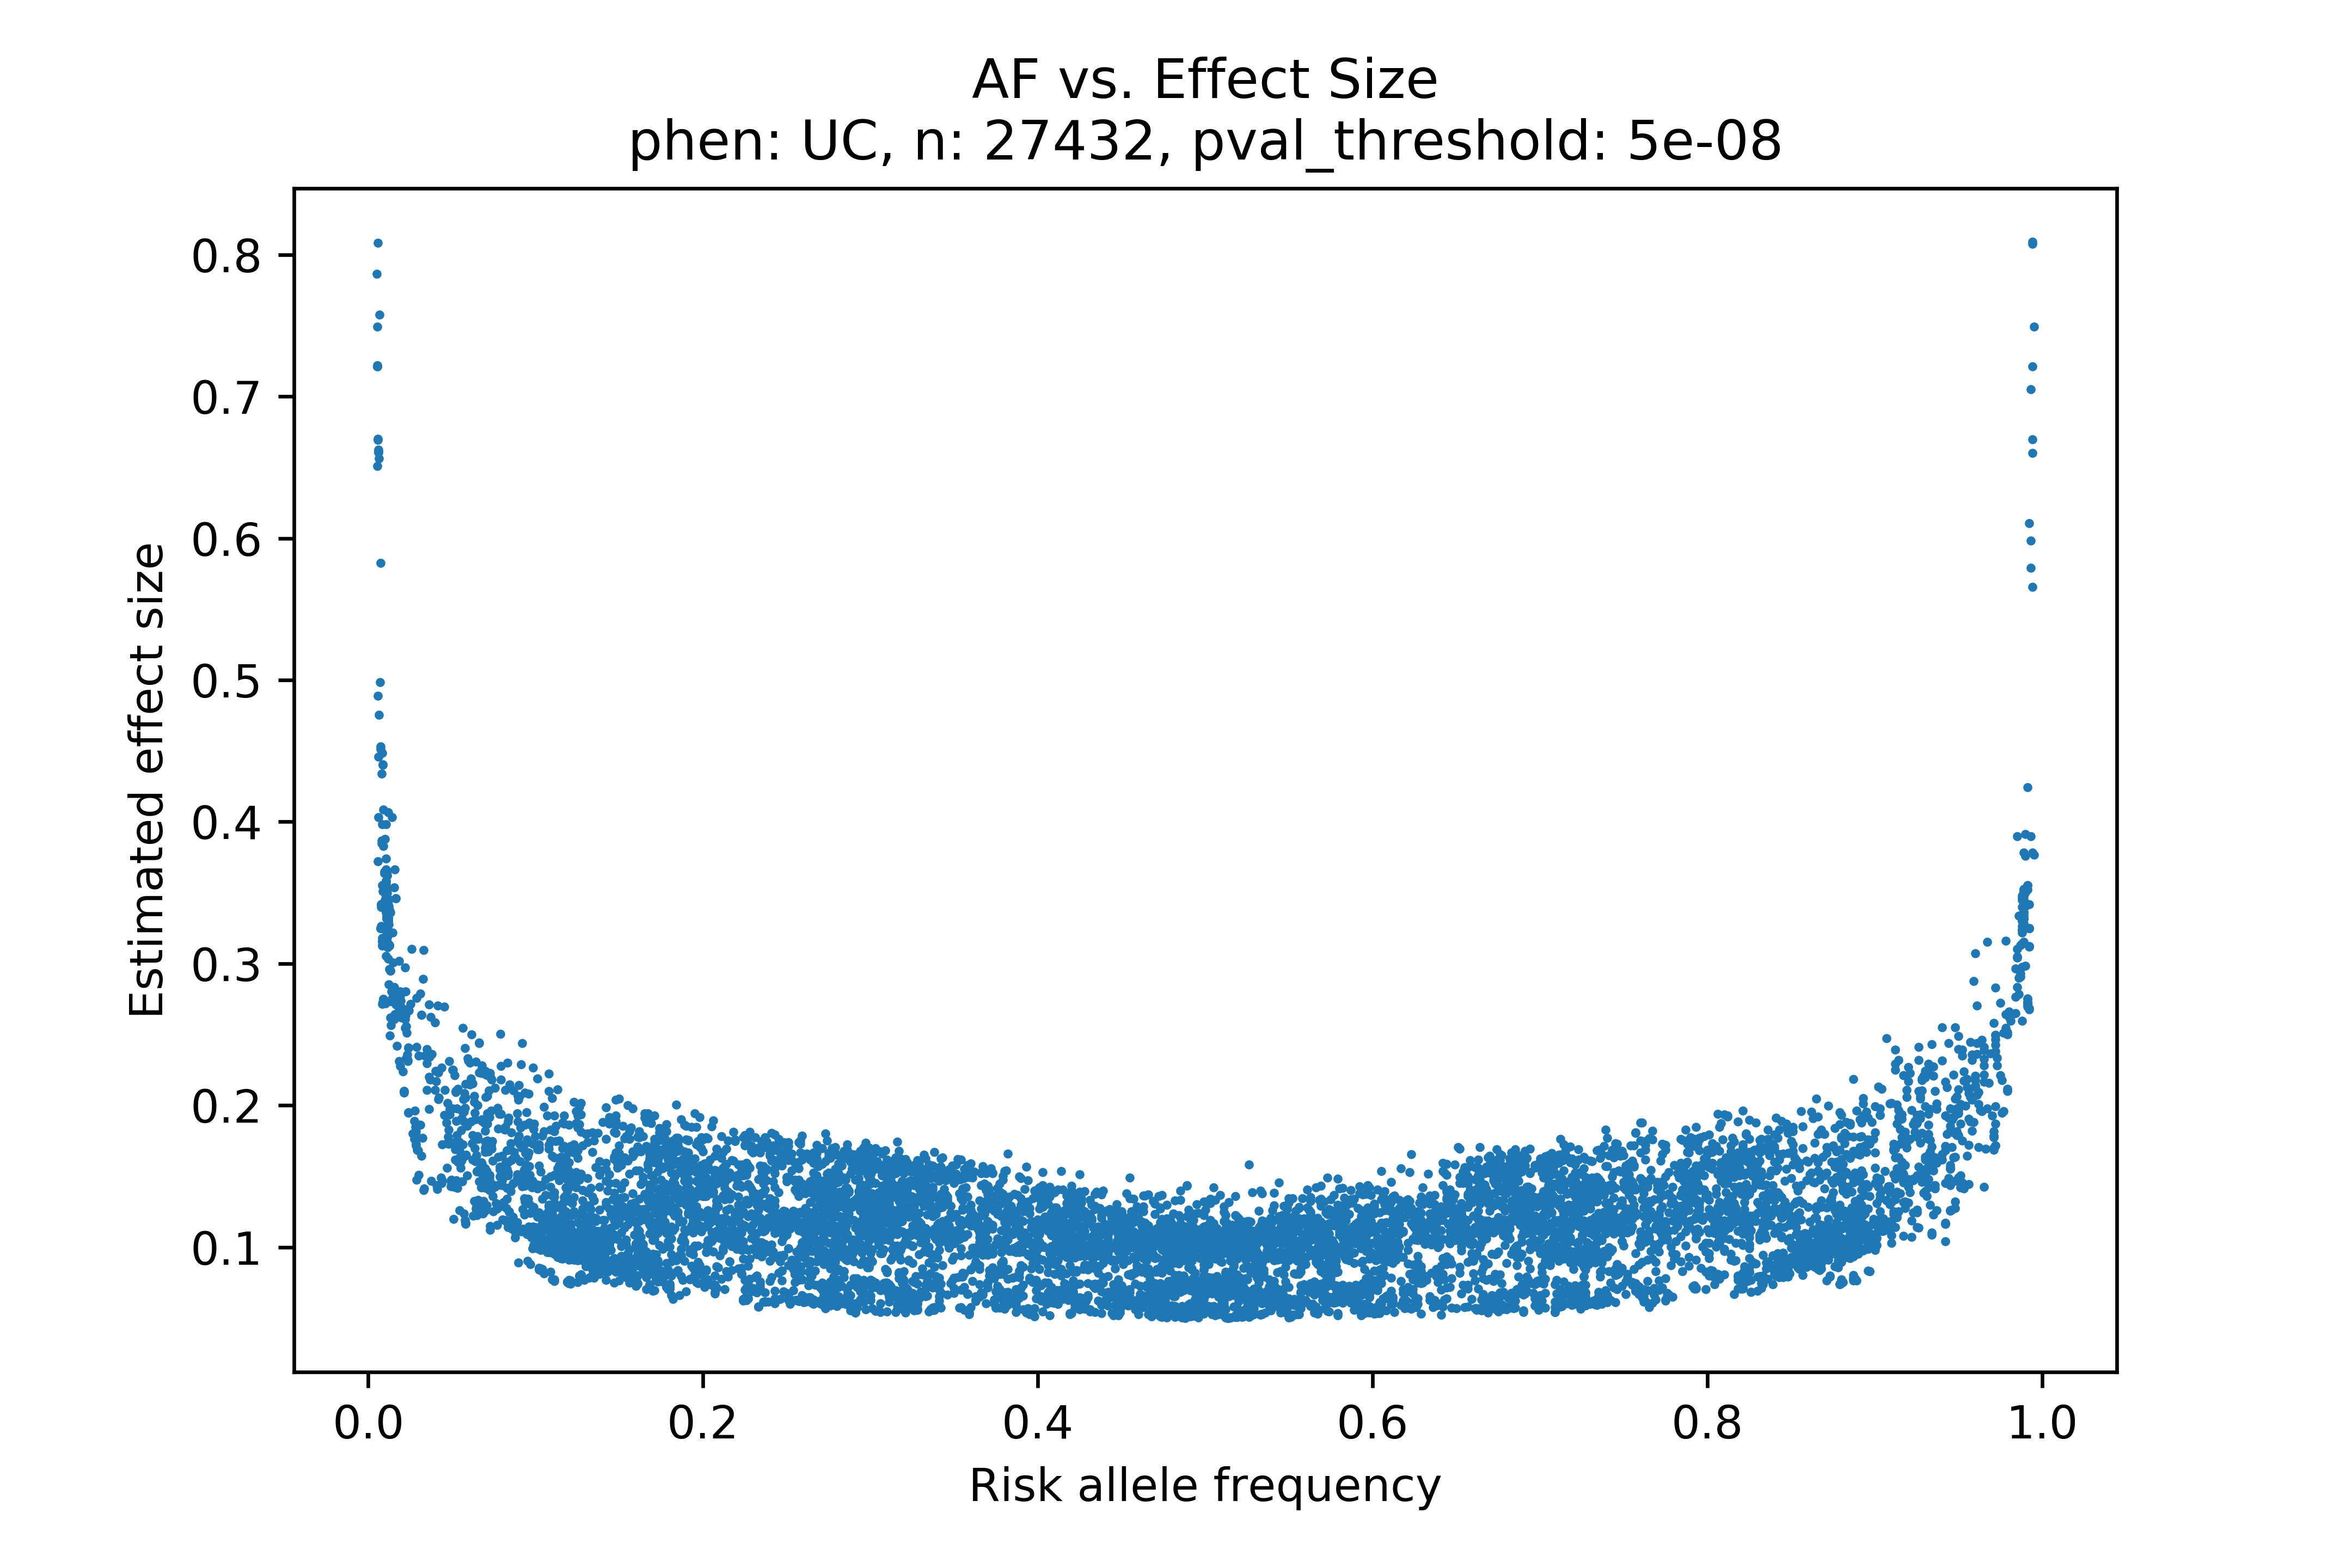 AF vs. Effect Size
phen: UC, n: 27432, pval_threshold: 5e-08
0.8
0.7
0.6
0.5
0.4
0.3
0.2
0.1
Estimated effect size
0.0 0.2 0.4 0.6 0.8 1.0
Risk allele frequency